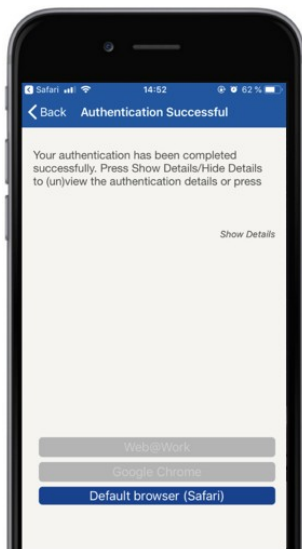 Safari 14:52 62 %
Back Authentication Successful
Your authentication has been completed
successfully. Press Show Details/Hide Details
to (un)view the authentication details or press
Show Details
Web@Work
Google Chrome
Default browser (Safari)